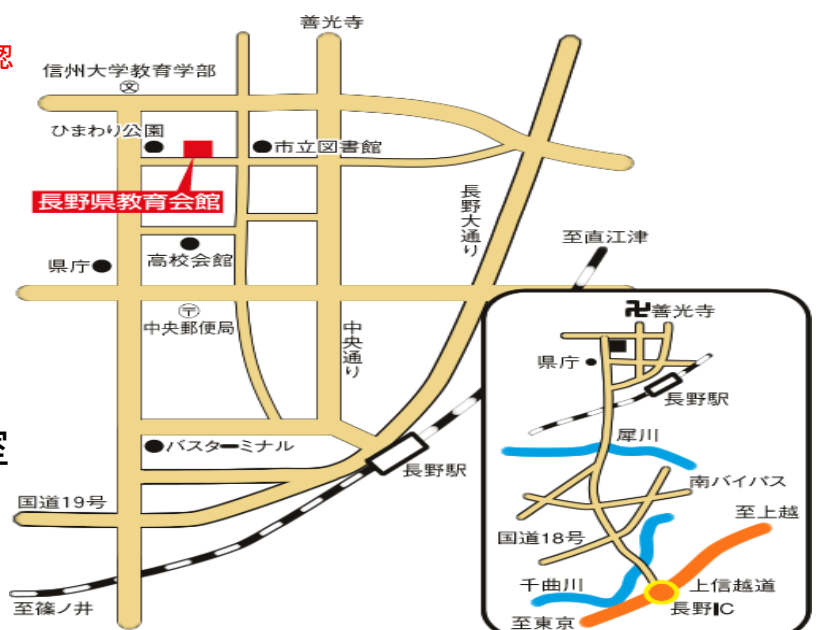 善光寺
認
信州大学教育学部
文
ひまわり公園
市立図書館
長野県教育会館
長野大通り
至直江津
高校会館
県庁
〒
中央郵便局
中央通り
室
バスターミナル
長野駅
国道19号
至篠ノ井
卍善光寺
県庁
長野駅
犀川
南バイパス
至上越
国道18号
千曲川
上信越道
長野IC
至東京